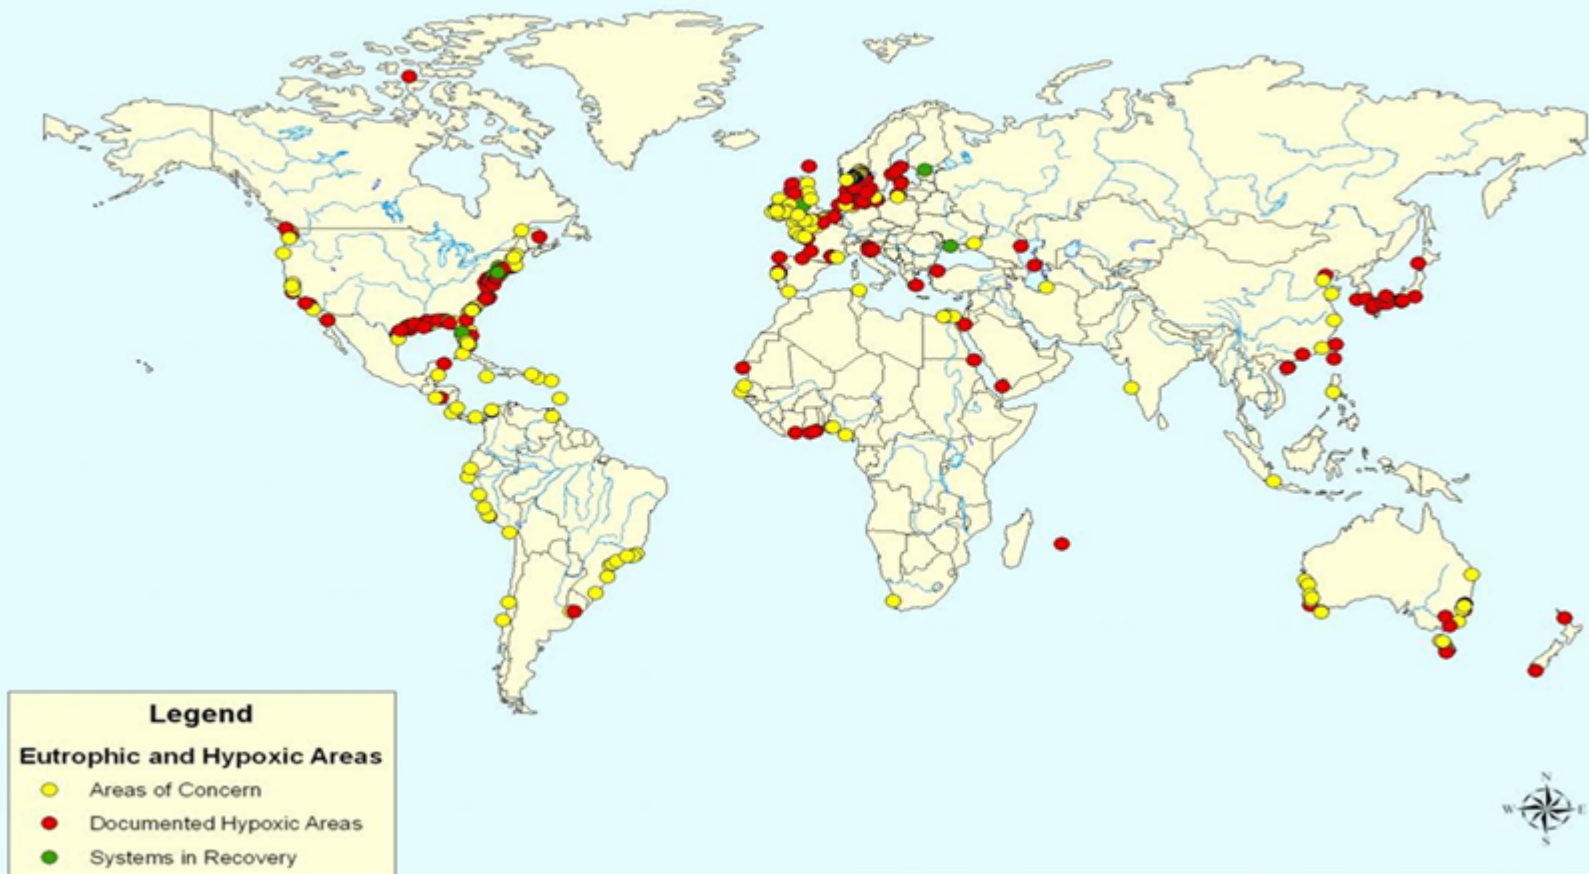 Legend
Eutrophic and Hypoxic Areas
Areas of Concern
Documented Hypoxic Areas
Systems in Recovery
N
W E
S